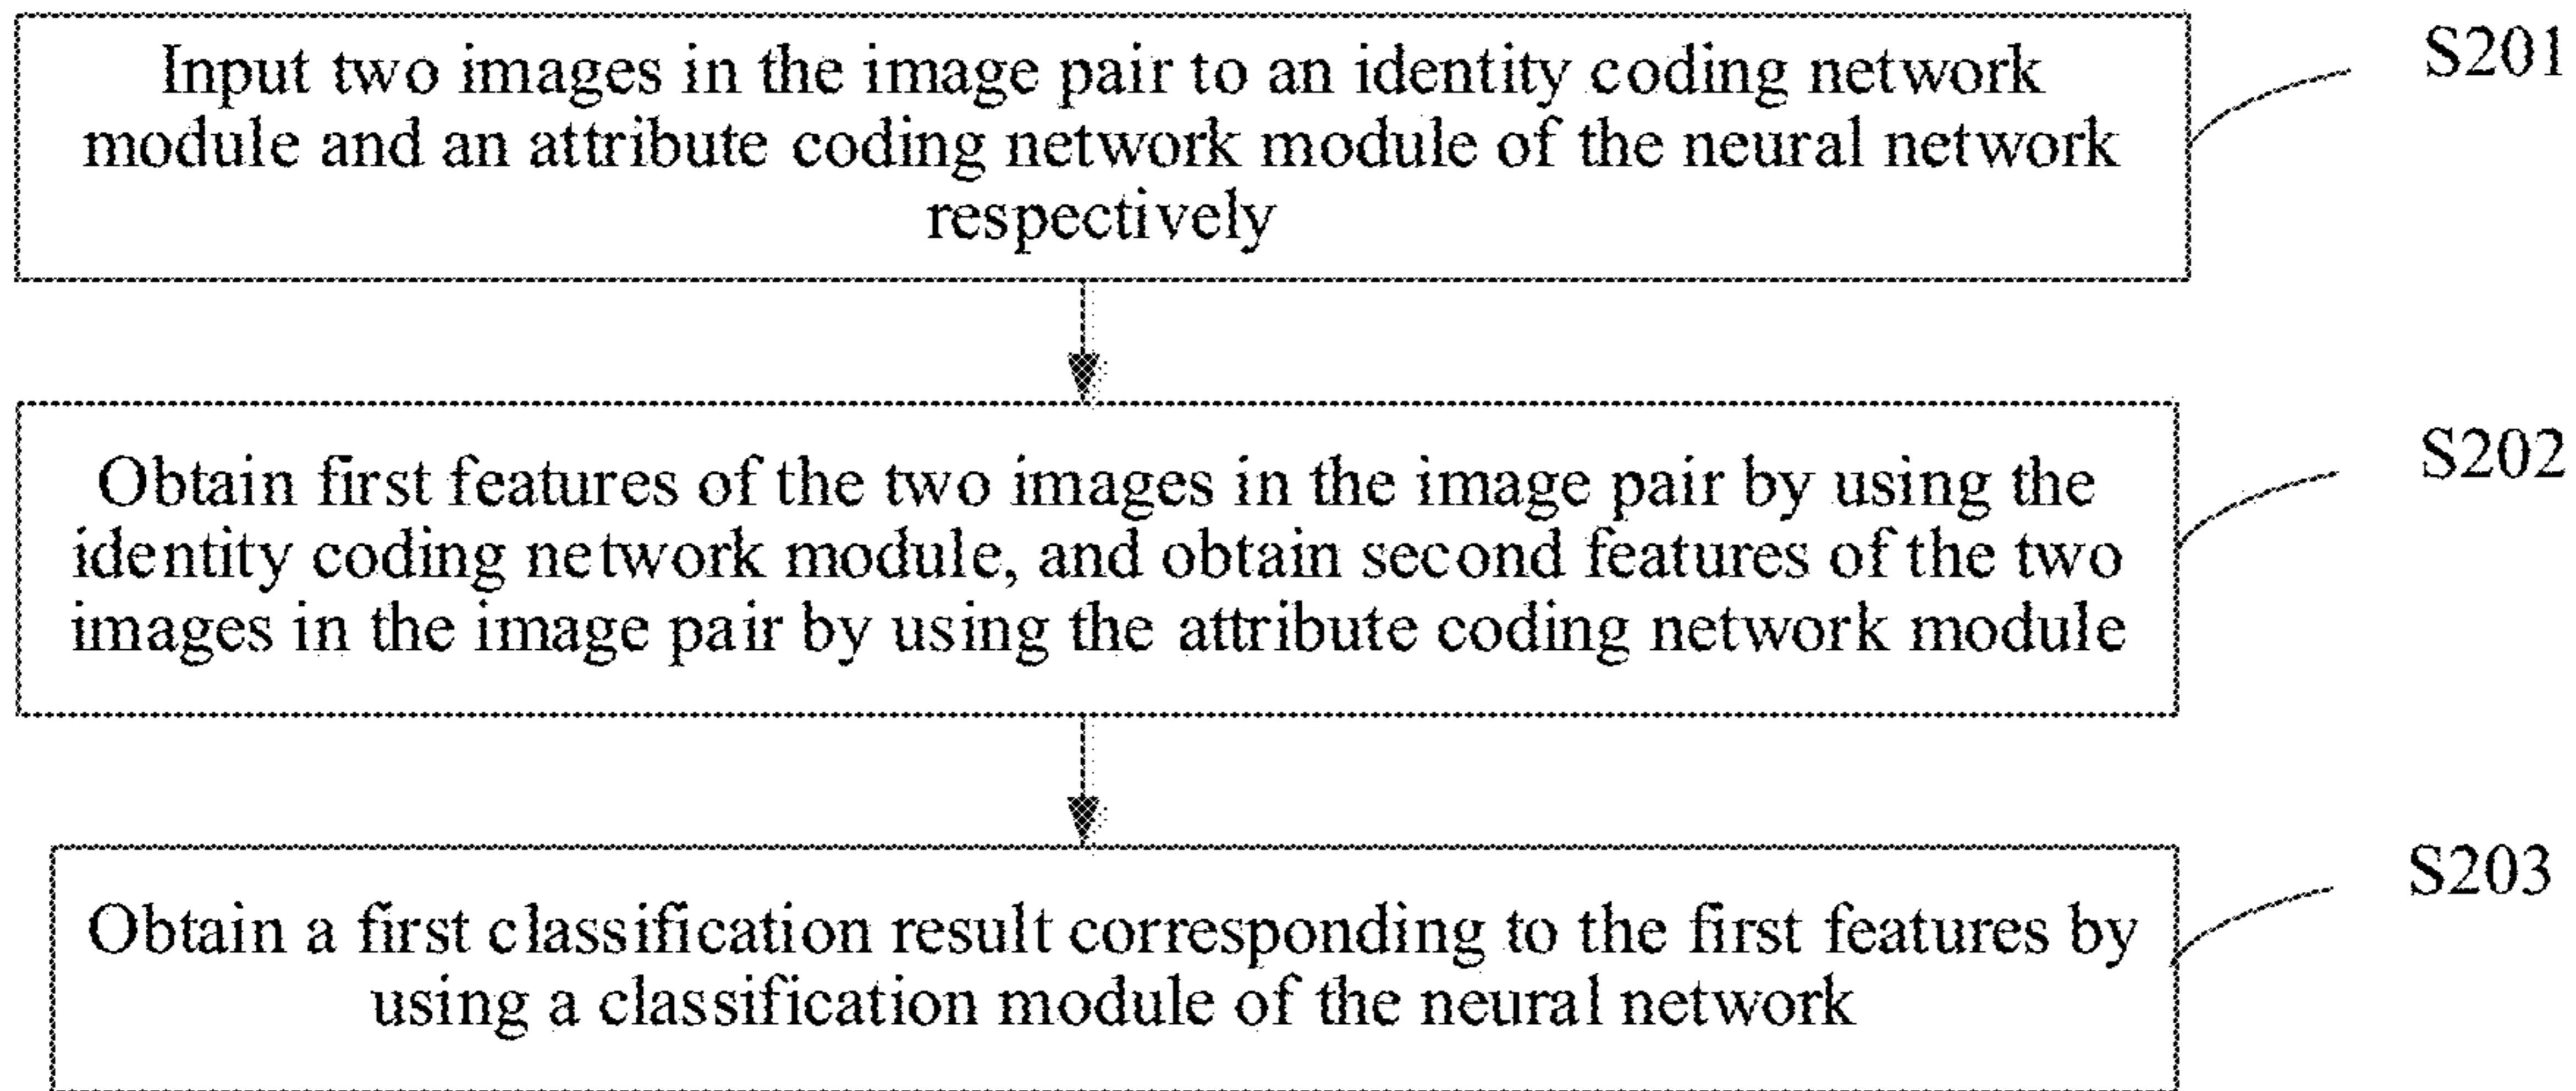 Input two images in the image pair to an identity coding network
module and an attribute coding network module of the neural network
respectively
S201
Obtain first features of the two images in the image pair by using the
identity coding network module, and obtain second features of the two
images in the image pair by using the attribute coding network module
S202
Obtain a first classification result corresponding to the first features by
using a classification module of the neural network
S203